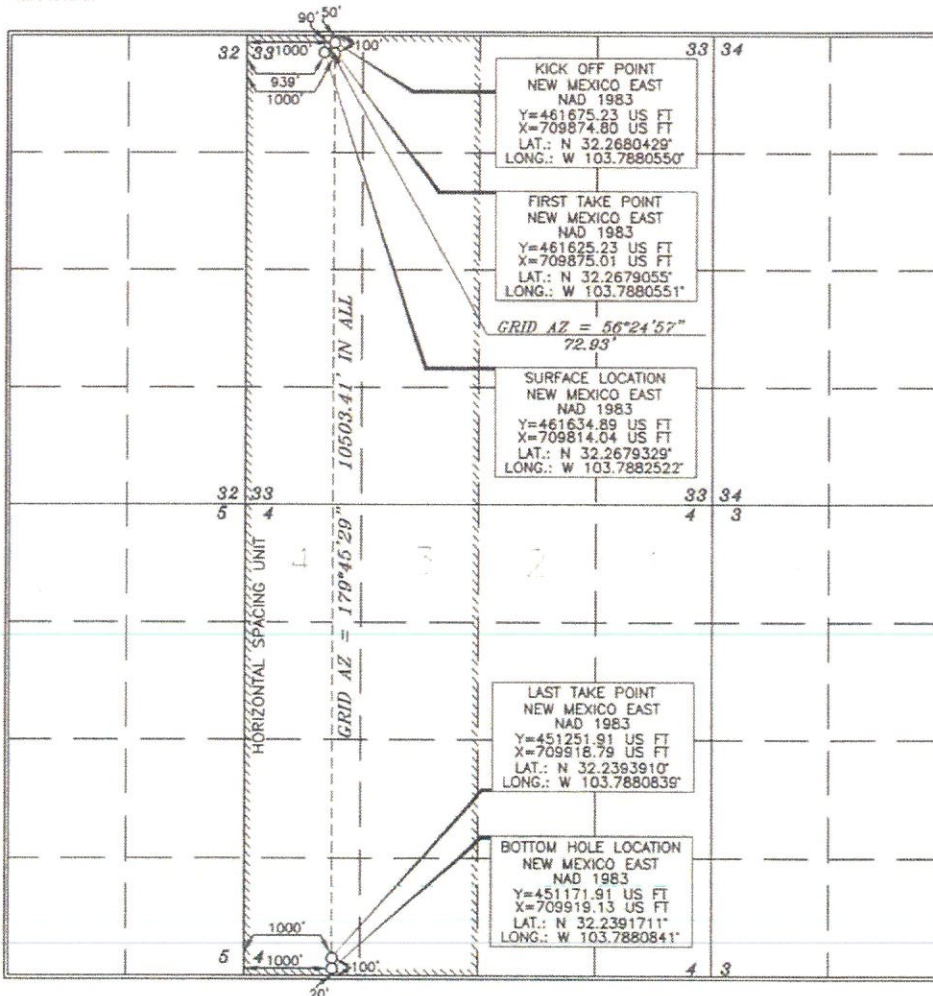 90' 50'
32 33
1000'
100'
33 34
939'
1000'
KICK OFF POINT
NEW MEXICO EAST
NAD 1983
Y=461675.23 US FT
X=709874.80 US FT
LAT.: N 32.2680429°
LONG.: W 103.7880550°
FIRST TAKE POINT
NEW MEXICO EAST
NAD 1983
Y=461625.23 US FT
X=709875.01 US FT
LAT.: N 32.2679055°
LONG.: W 103.7880551°
GRID AZ = 56°24'57"
72.93'
SURFACE LOCATION
NEW MEXICO EAST
NAD 1983
Y=461634.89 US FT
X=709814.04 US FT
LAT.: N 32.2679329°
LONG.: W 103.7882522°
GRID AZ = 179°45'29" 10503.41' IN ALL
32 33
5 4
33 34
4 3
HORIZONTAL SPACING UNIT
4 3 2
LAST TAKE POINT
NEW MEXICO EAST
NAD 1983
Y=451251.91 US FT
X=709918.79 US FT
LAT.: N 32.2393910°
LONG.: W 103.7880839°
BOTTOM HOLE LOCATION
NEW MEXICO EAST
NAD 1983
Y=451171.91 US FT
X=709919.13 US FT
LAT.: N 32.2391711°
LONG.: W 103.7880841°
1000'
5 4
1000'
100'
4 3
20'